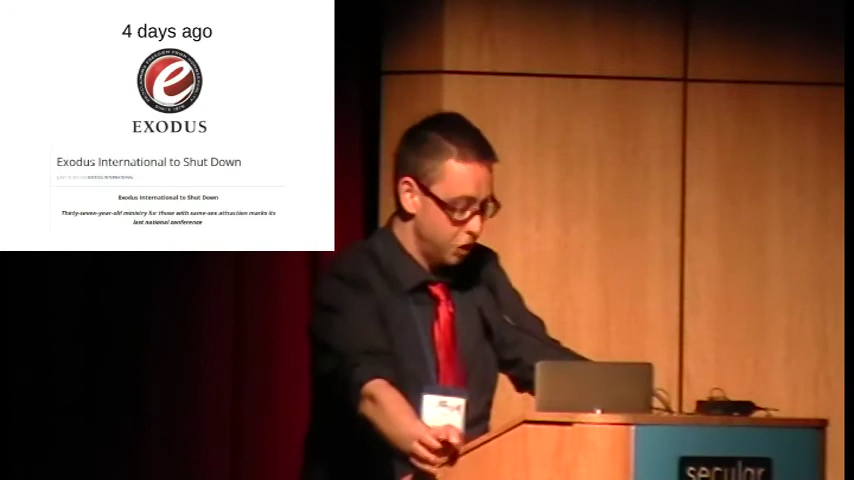 4 days ago
e
EXODUS
Exodus International to Shut Down
Exodus International to Shut Down
Thirty-seven-year-old ministry for those with same-sex attraction marks its
last national conference
secular